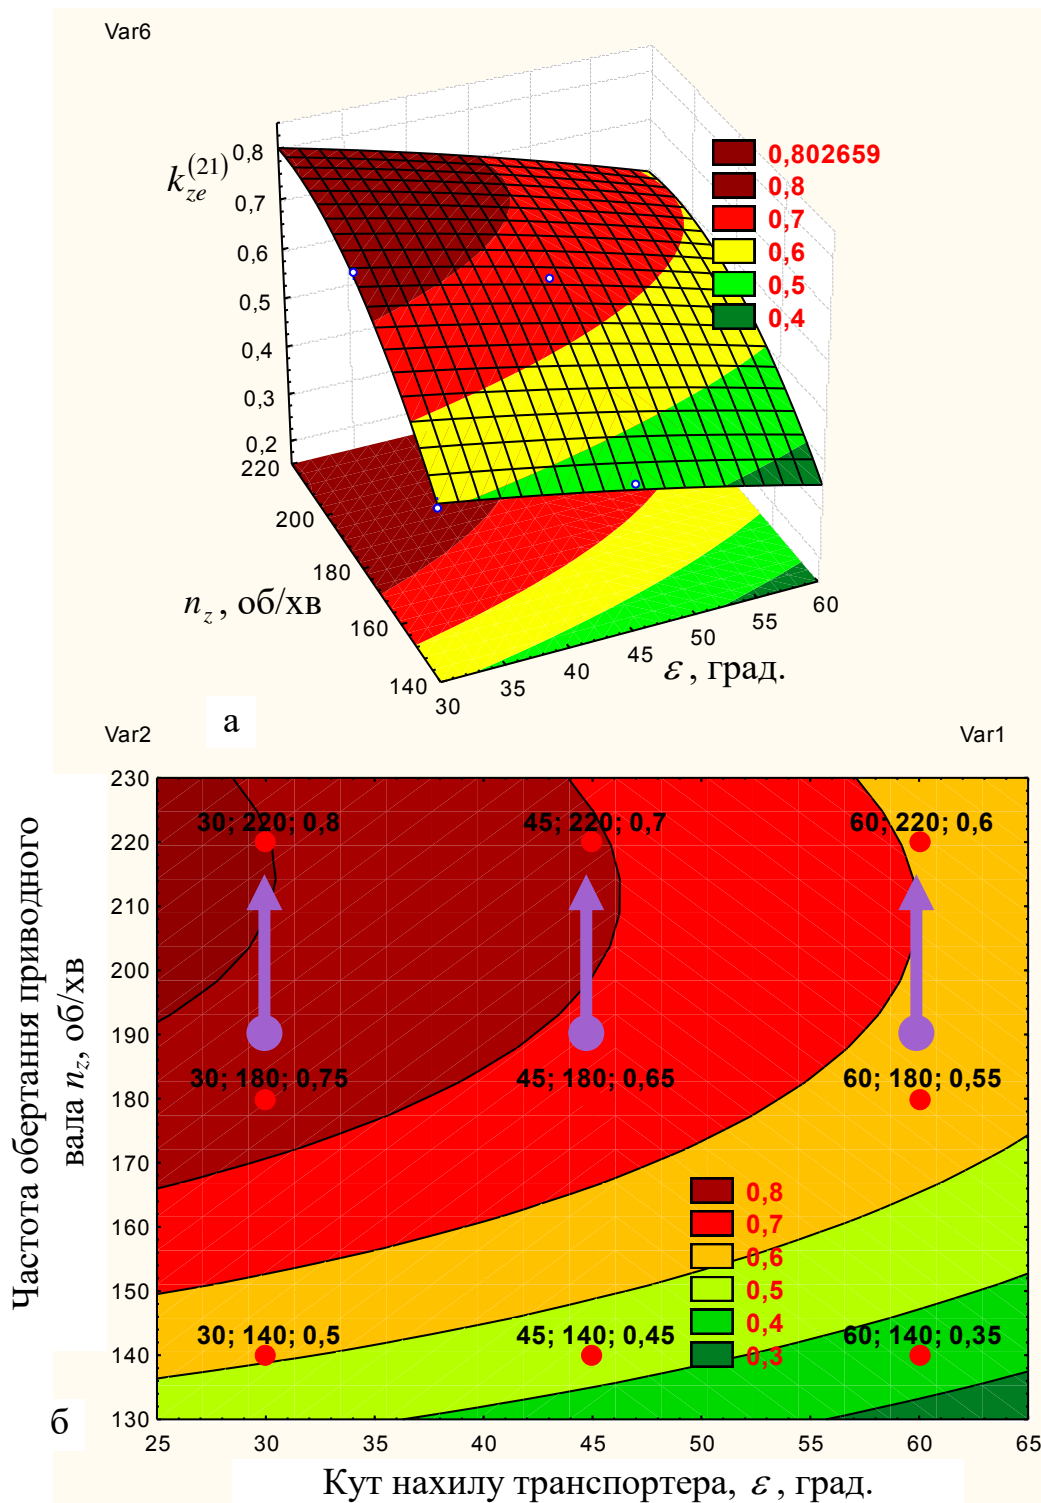 Var6
k_{ze}^{(21)}
0,8
0,7
0,6
0,5
0,4
0,3
0,2
0,802659
0,8
0,7
0,6
0,5
0,4
220
200
180
160
140
n_z, об/хв
30
35
40
45
50
55
60
ε, град.
а
Var2
Var1
230
220
210
200
190
180
170
160
150
140
130
Частота обертання приводного
вала n_z, об/хв
30; 220; 0,8
45; 220; 0,7
60; 220; 0,6
30; 180; 0,75
45; 180; 0,65
60; 180; 0,55
0,8
0,7
0,6
0,5
0,4
0,3
30; 140; 0,5
45; 140; 0,45
60; 140; 0,35
б
25
30
35
40
45
50
55
60
65
Кут нахилу транспортера, ε, град.